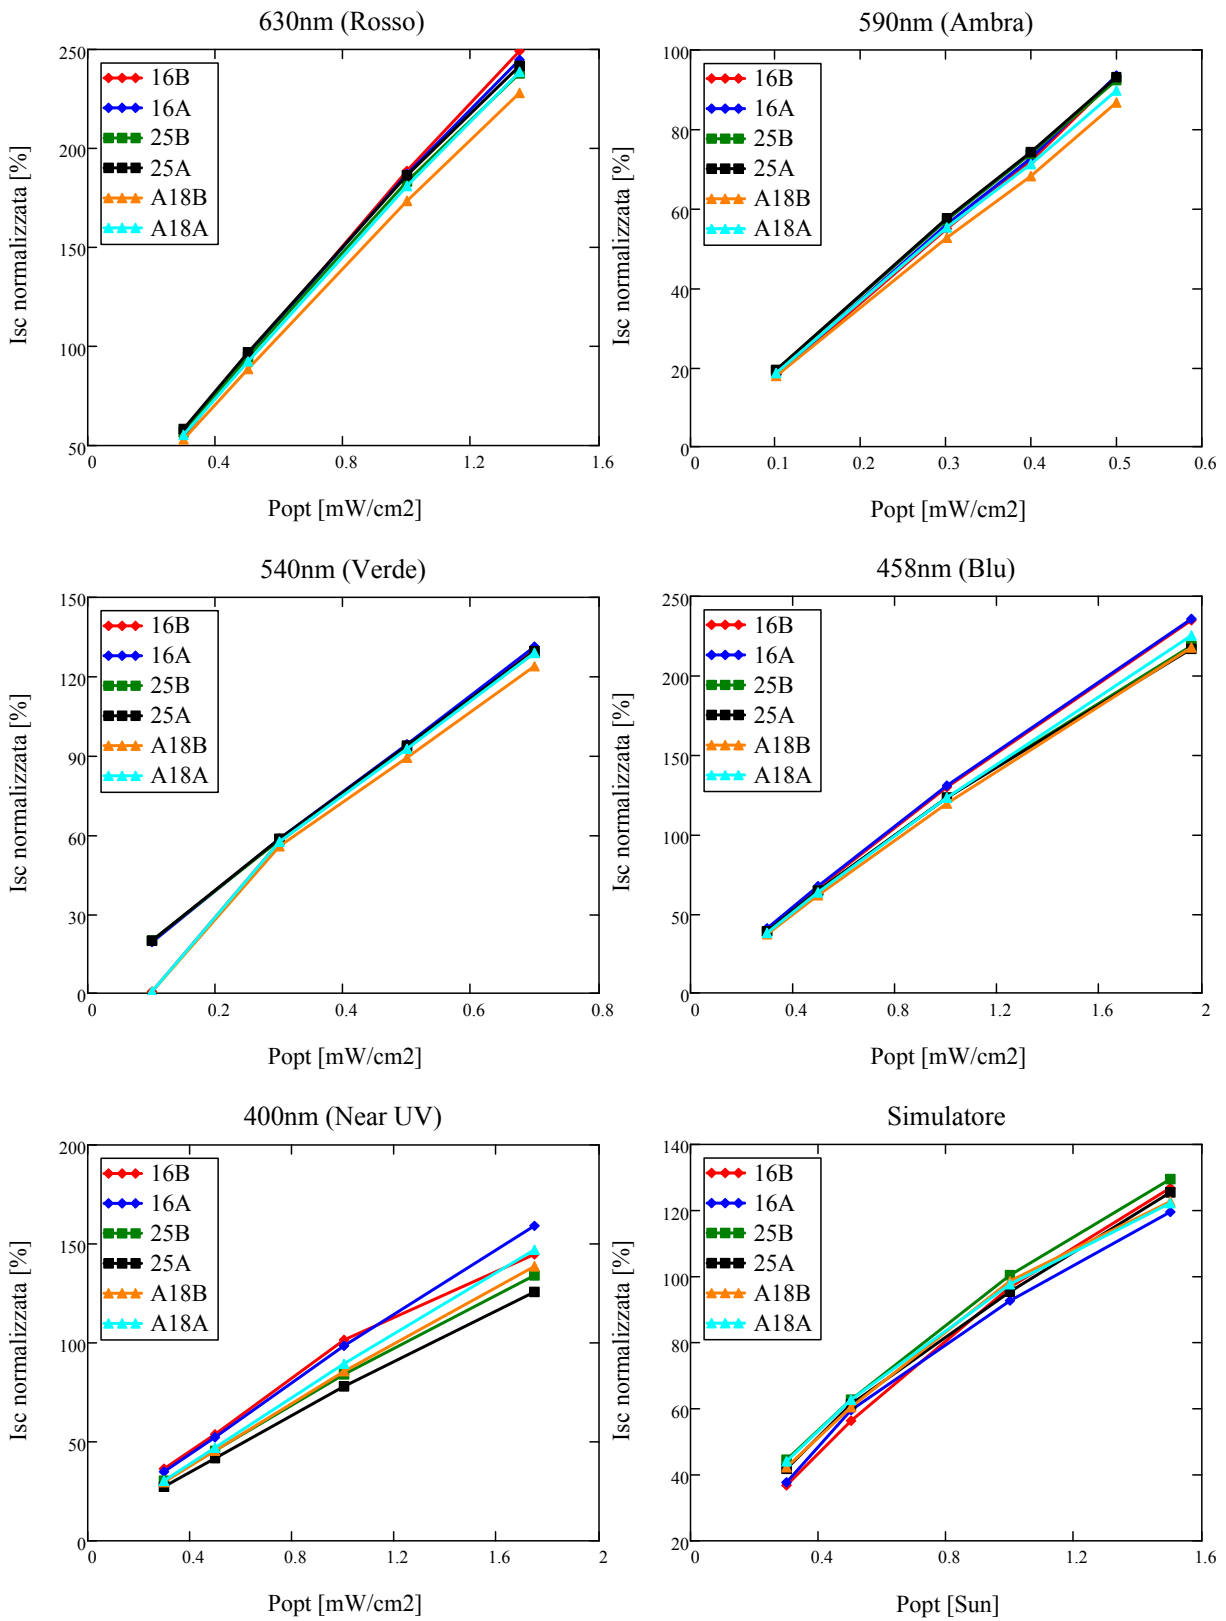 630nm (Rosso)
250
200
150
100
50
0
0.4
0.8
1.2
1.6
Isc normalizzata [%]
Popt [mW/cm2]
16B
16A
25B
25A
A18B
A18A
590nm (Ambra)
100
80
60
40
20
0
0.1
0.2
0.3
0.4
0.5
0.6
Isc normalizzata [%]
Popt [mW/cm2]
16B
16A
25B
25A
A18B
A18A
540nm (Verde)
150
120
90
60
30
0
0
0.2
0.4
0.6
0.8
Isc normalizzata [%]
Popt [mW/cm2]
16B
16A
25B
25A
A18B
A18A
458nm (Blu)
250
200
150
100
50
0
0
0.4
0.8
1.2
1.6
2
Isc normalizzata [%]
Popt [mW/cm2]
16B
16A
25B
25A
A18B
A18A
400nm (Near UV)
200
150
100
50
0
0
0.4
0.8
1.2
1.6
2
Isc normalizzata [%]
Popt [mW/cm2]
16B
16A
25B
25A
A18B
A18A
Simulatore
140
120
100
80
60
40
20
0
0.4
0.8
1.2
1.6
Isc normalizzata [%]
Popt [Sun]
16B
16A
25B
25A
A18B
A18A